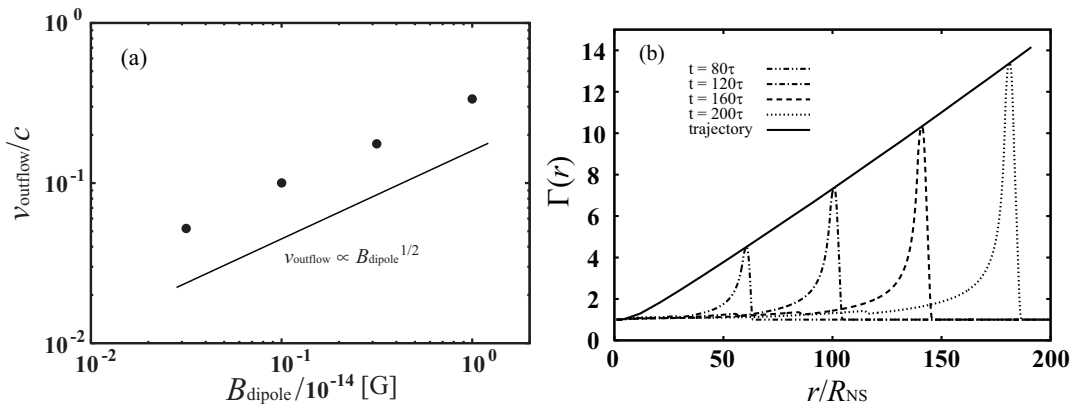 (a)
10^0
10^-1
10^-2
v_outflow/c
v_outflow ∝ B_dipole^1/2
10^-2 10^-1 10^0
B_dipole/10^-14 [G]
(b)
t = 80τ
t = 120τ
t = 160τ
t = 200τ
trajectory
14
12
10
8
6
4
2
0
Γ(r)
0 50 100 150 200
r/R_NS